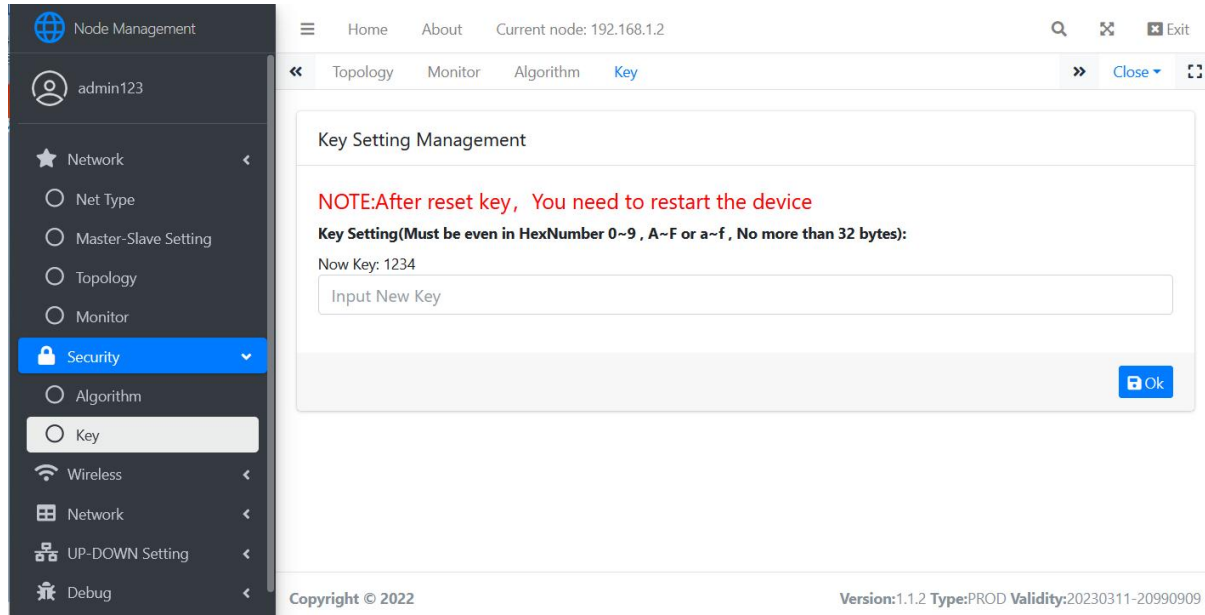 Node Management
Home About Current node: 192.168.1.2 Exit
admin123
Topology Monitor Algorithm Key Close
Network
Net Type
Master-Slave Setting
Topology
Monitor
Security
Algorithm
Key
Wireless
Network
UP-DOWN Setting
Debug
Key Setting Management
NOTE:After reset key，You need to restart the device
Key Setting(Must be even in HexNumber 0~9 , A~F or a~f , No more than 32 bytes):
Now Key: 1234
Input New Key
Ok
Copyright © 2022 Version:1.1.2 Type:PROD Validity:20230311-20990909